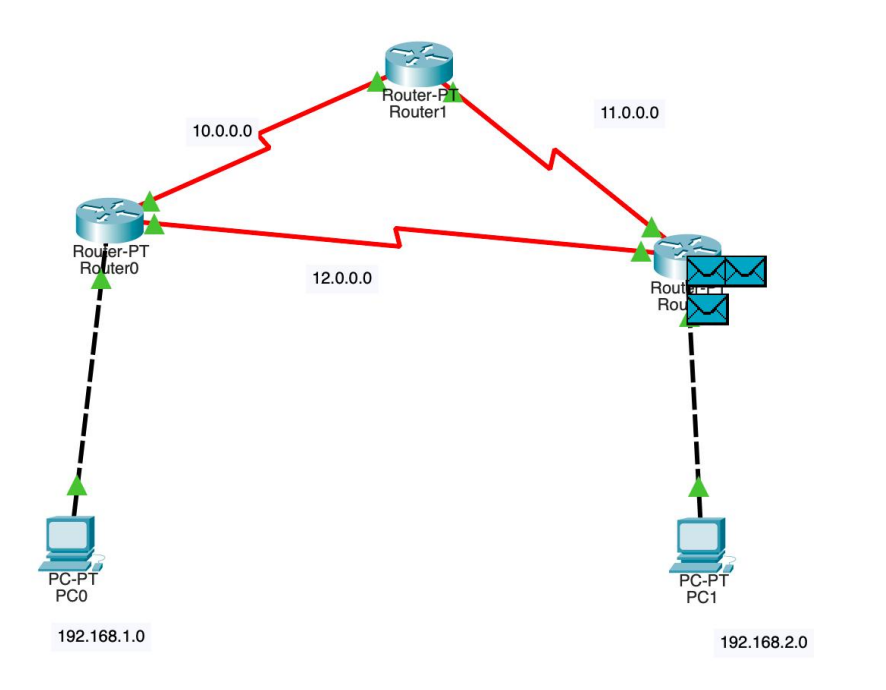 Router-PT
Router1
10.0.0.0
11.0.0.0
Router-PT
Router0
12.0.0.0
PC-PT
PC0
192.168.1.0
PC-PT
PC1
192.168.2.0